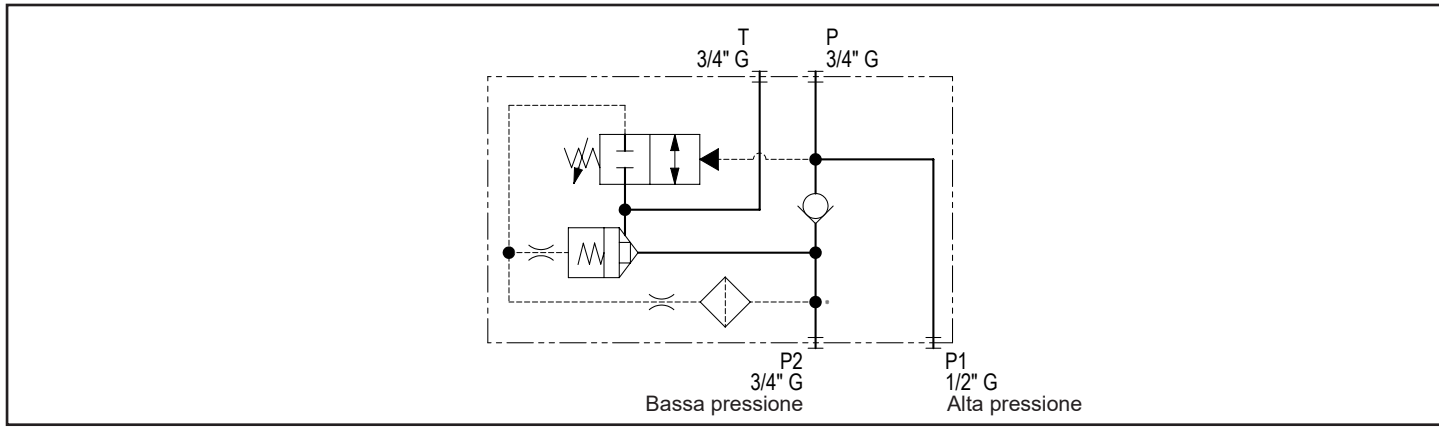 T
3/4" G
P
3/4" G
P2
3/4" G
Bassa pressione
P1
1/2" G
Alta pressione